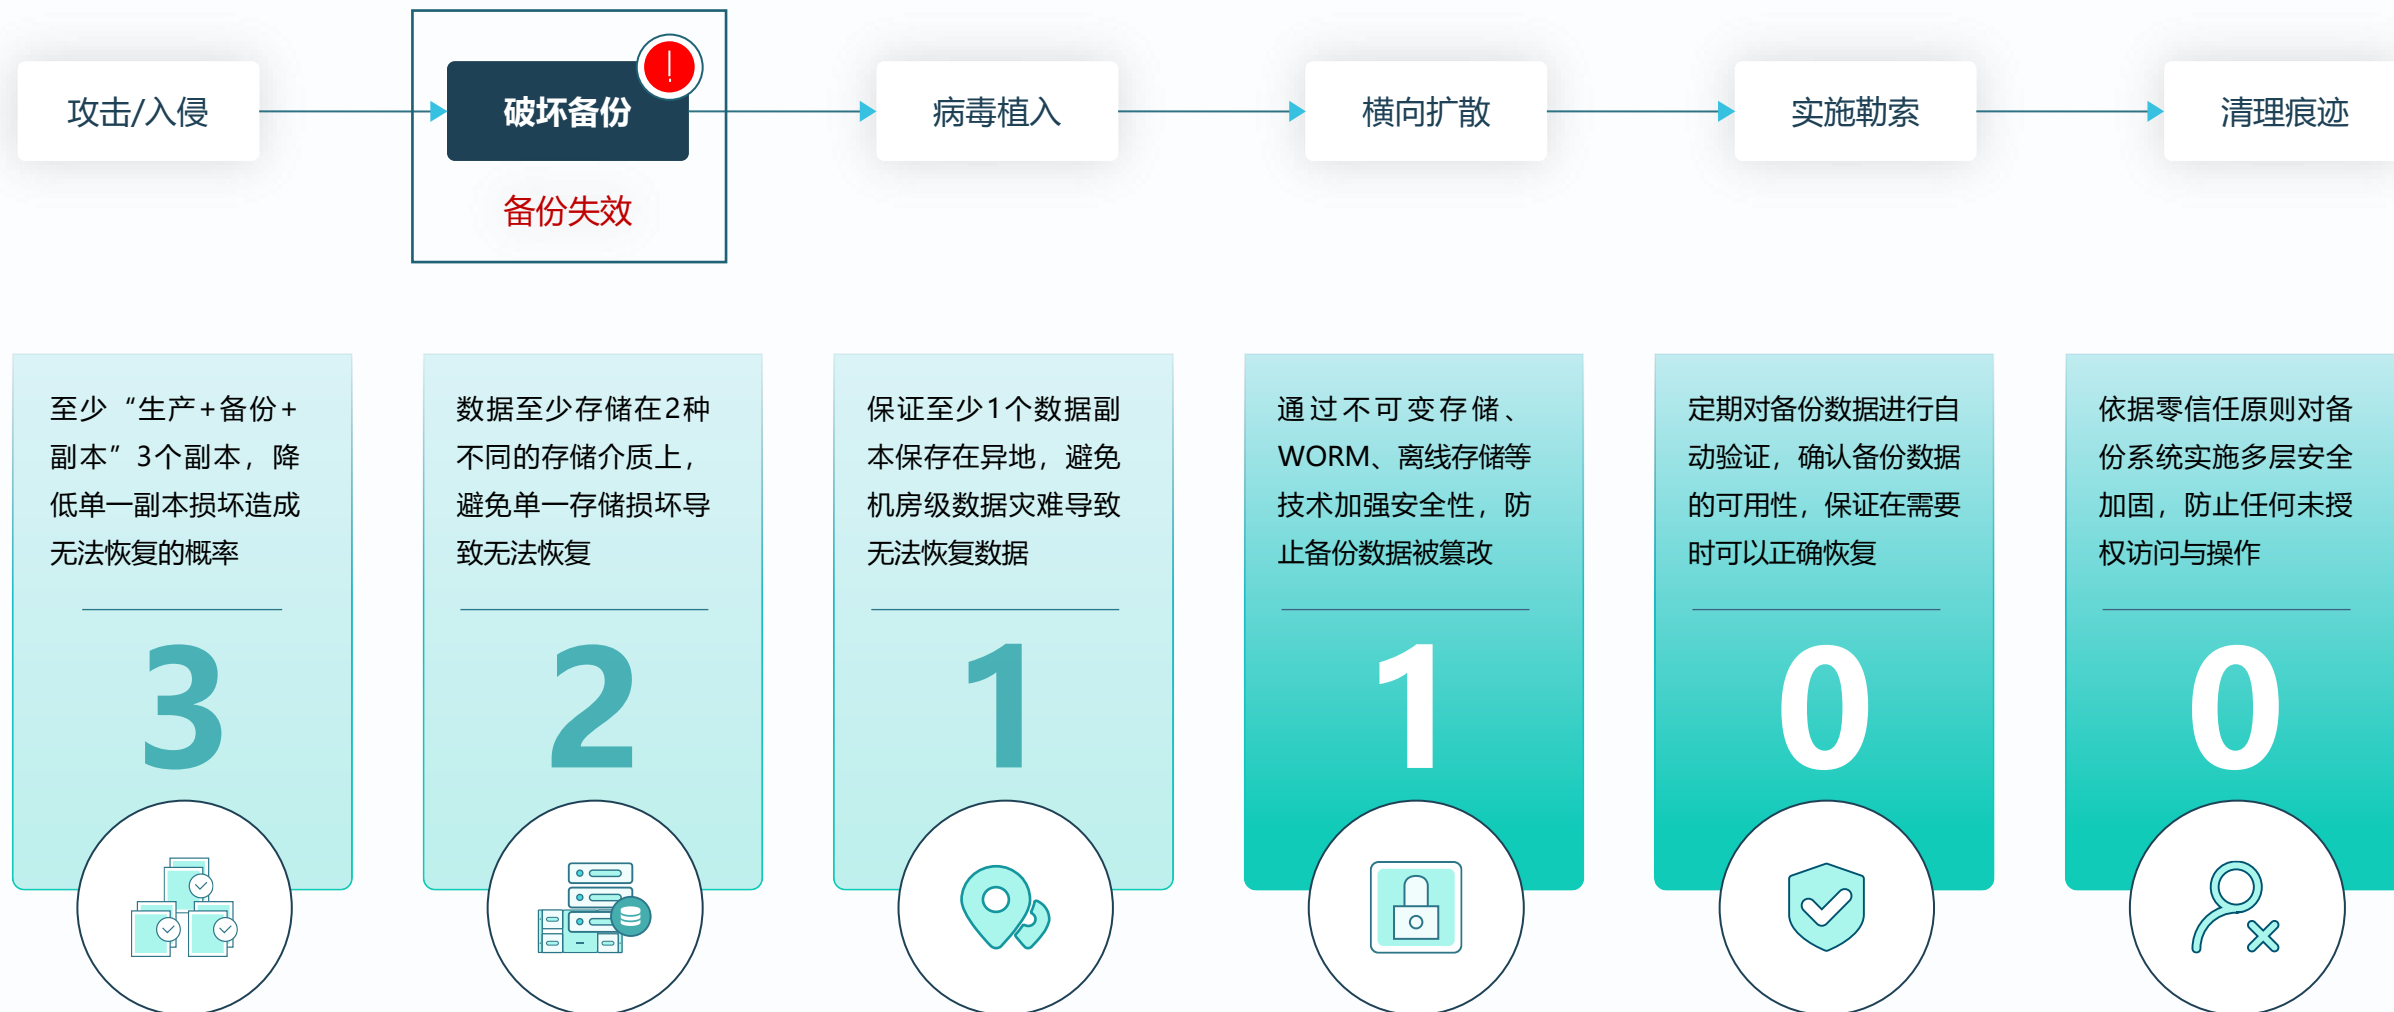 攻击/入侵
破坏备份
病毒植入
横向扩散
实施勒索
清理痕迹
备份失效
至少“生产+备份+
副本”3个副本，降
低单一副本损坏造成
无法恢复的概率
3
数据至少存储在2种
不同的存储介质上，
避免单一存储损坏导
致无法恢复
2
保证至少1个数据副
本保存在异地，避免
机房级数据灾难导致
无法恢复数据
1
通过不可变存储、
WORM、离线存储等
技术加强安全性，防
止备份数据被篡改
1
定期对备份数据进行自
动验证，确认备份数据
的可用性，保证在需要
时可以正确恢复
0
依据零信任原则对备
份系统实施多层安全
加固，防止任何未授
权访问与操作
0